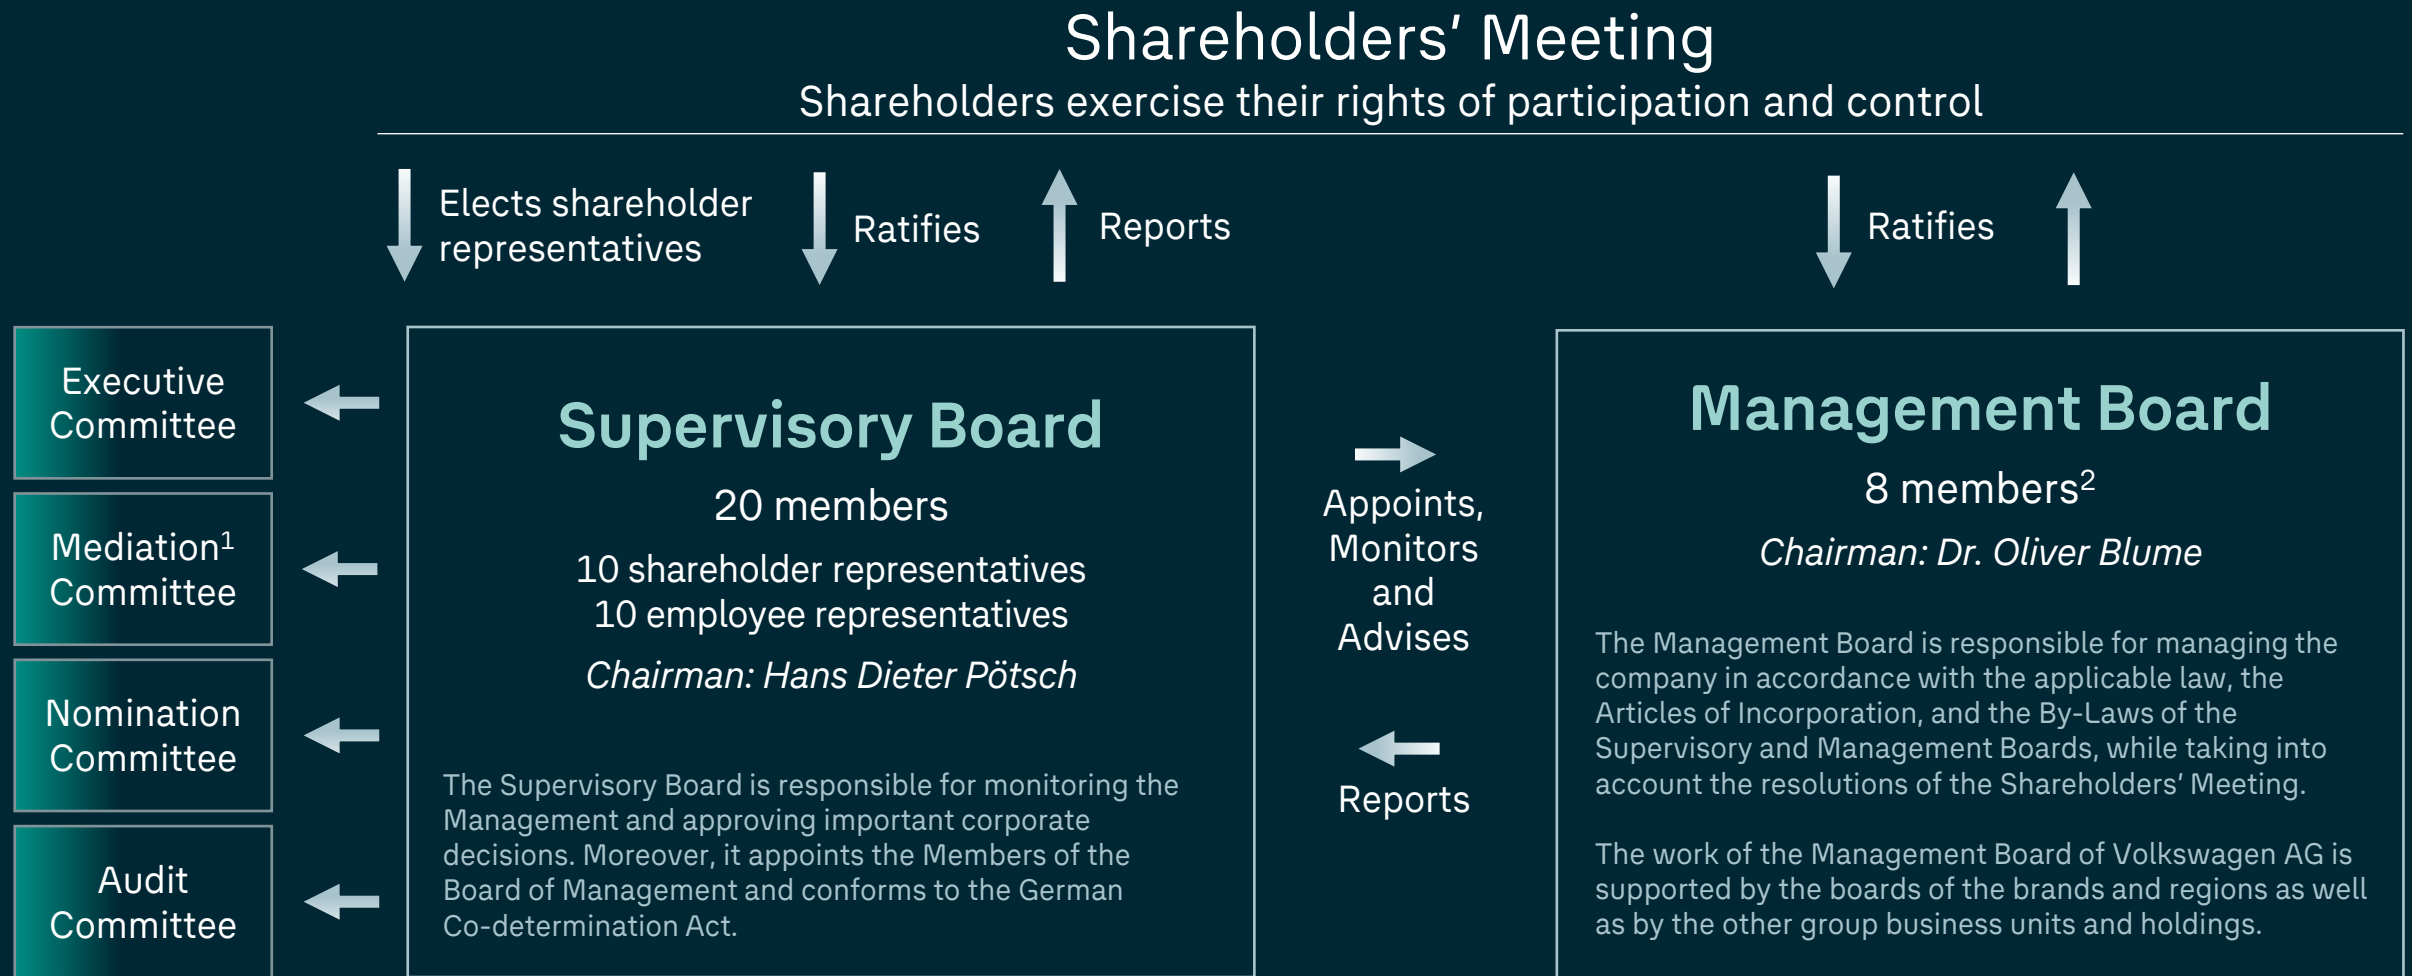 Shareholders’ Meeting
Shareholders exercise their rights of participation and control
Elects shareholder
representatives
Ratifies
Reports
Ratifies
Executive
Committee
Mediation¹
Committee
Nomination
Committee
Audit
Committee
Supervisory Board
20 members
10 shareholder representatives
10 employee representatives
Chairman: Hans Dieter Pötsch
The Supervisory Board is responsible for monitoring the
Management and approving important corporate
decisions. Moreover, it appoints the Members of the
Board of Management and conforms to the German
Co-determination Act.
Appoints,
Monitors
and
Advises
Reports
Management Board
8 members²
Chairman: Dr. Oliver Blume
The Management Board is responsible for managing the
company in accordance with the applicable law, the
Articles of Incorporation, and the By-Laws of the
Supervisory and Management Boards, while taking into
account the resolutions of the Shareholders’ Meeting.
The work of the Management Board of Volkswagen AG is
supported by the boards of the brands and regions as well
as by the other group business units and holdings.